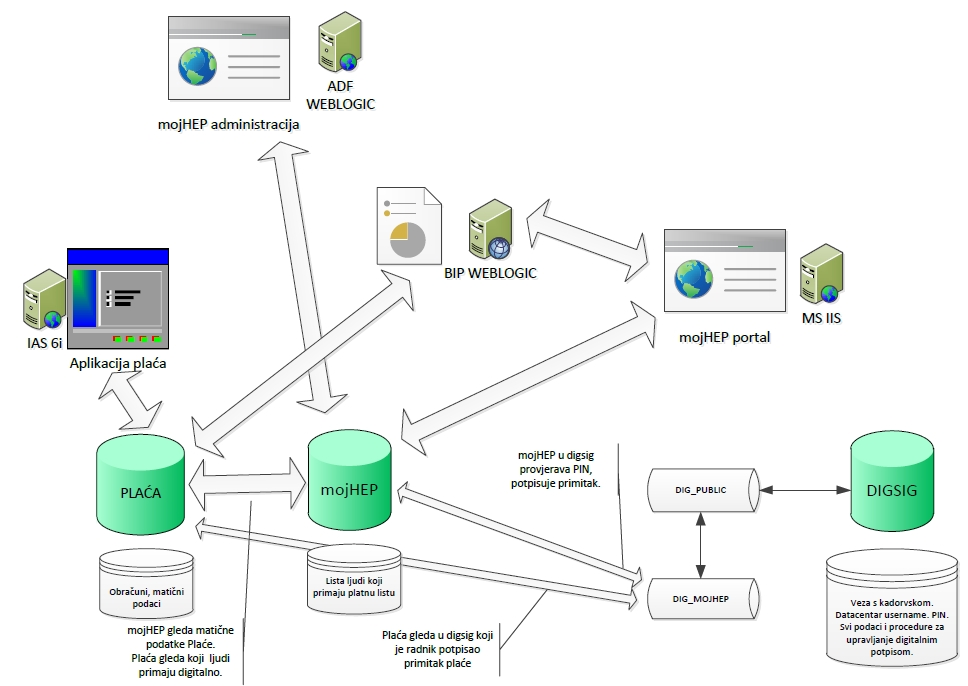 ADF
WEBLOGIC
mojHEP administracija
BIP WEBLOGIC
MS IIS
mojHEP portal
IAS 6i
Aplikacija plaća
mojHEP u digsig
provjerava PIN,
potpisuje primitak.
PLAĆA
mojHEP
DIG_PUBLIC
DIGSIG
Obračuni, matični
podaci
Lista ljudi koji
primaju platnu listu
DIG_MOJHEP
Veza s kadorvskom.
Datacentar username. PIN.
Svi podaci i procedure za
upravljanje digitalnim
potpisom.
mojHEP gleda matične
podatke Plaće.
Plaća gleda koji ljudi
primaju digitalno.
Plaća gleda u digsig koji
je radnik potpisao
primitak plaće